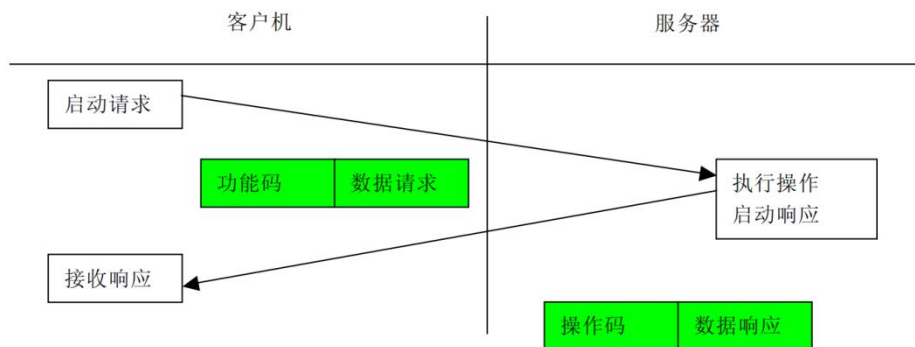 客户机
服务器
启动请求
功能码
数据请求
执行操作
启动响应
接收响应
操作码
数据响应